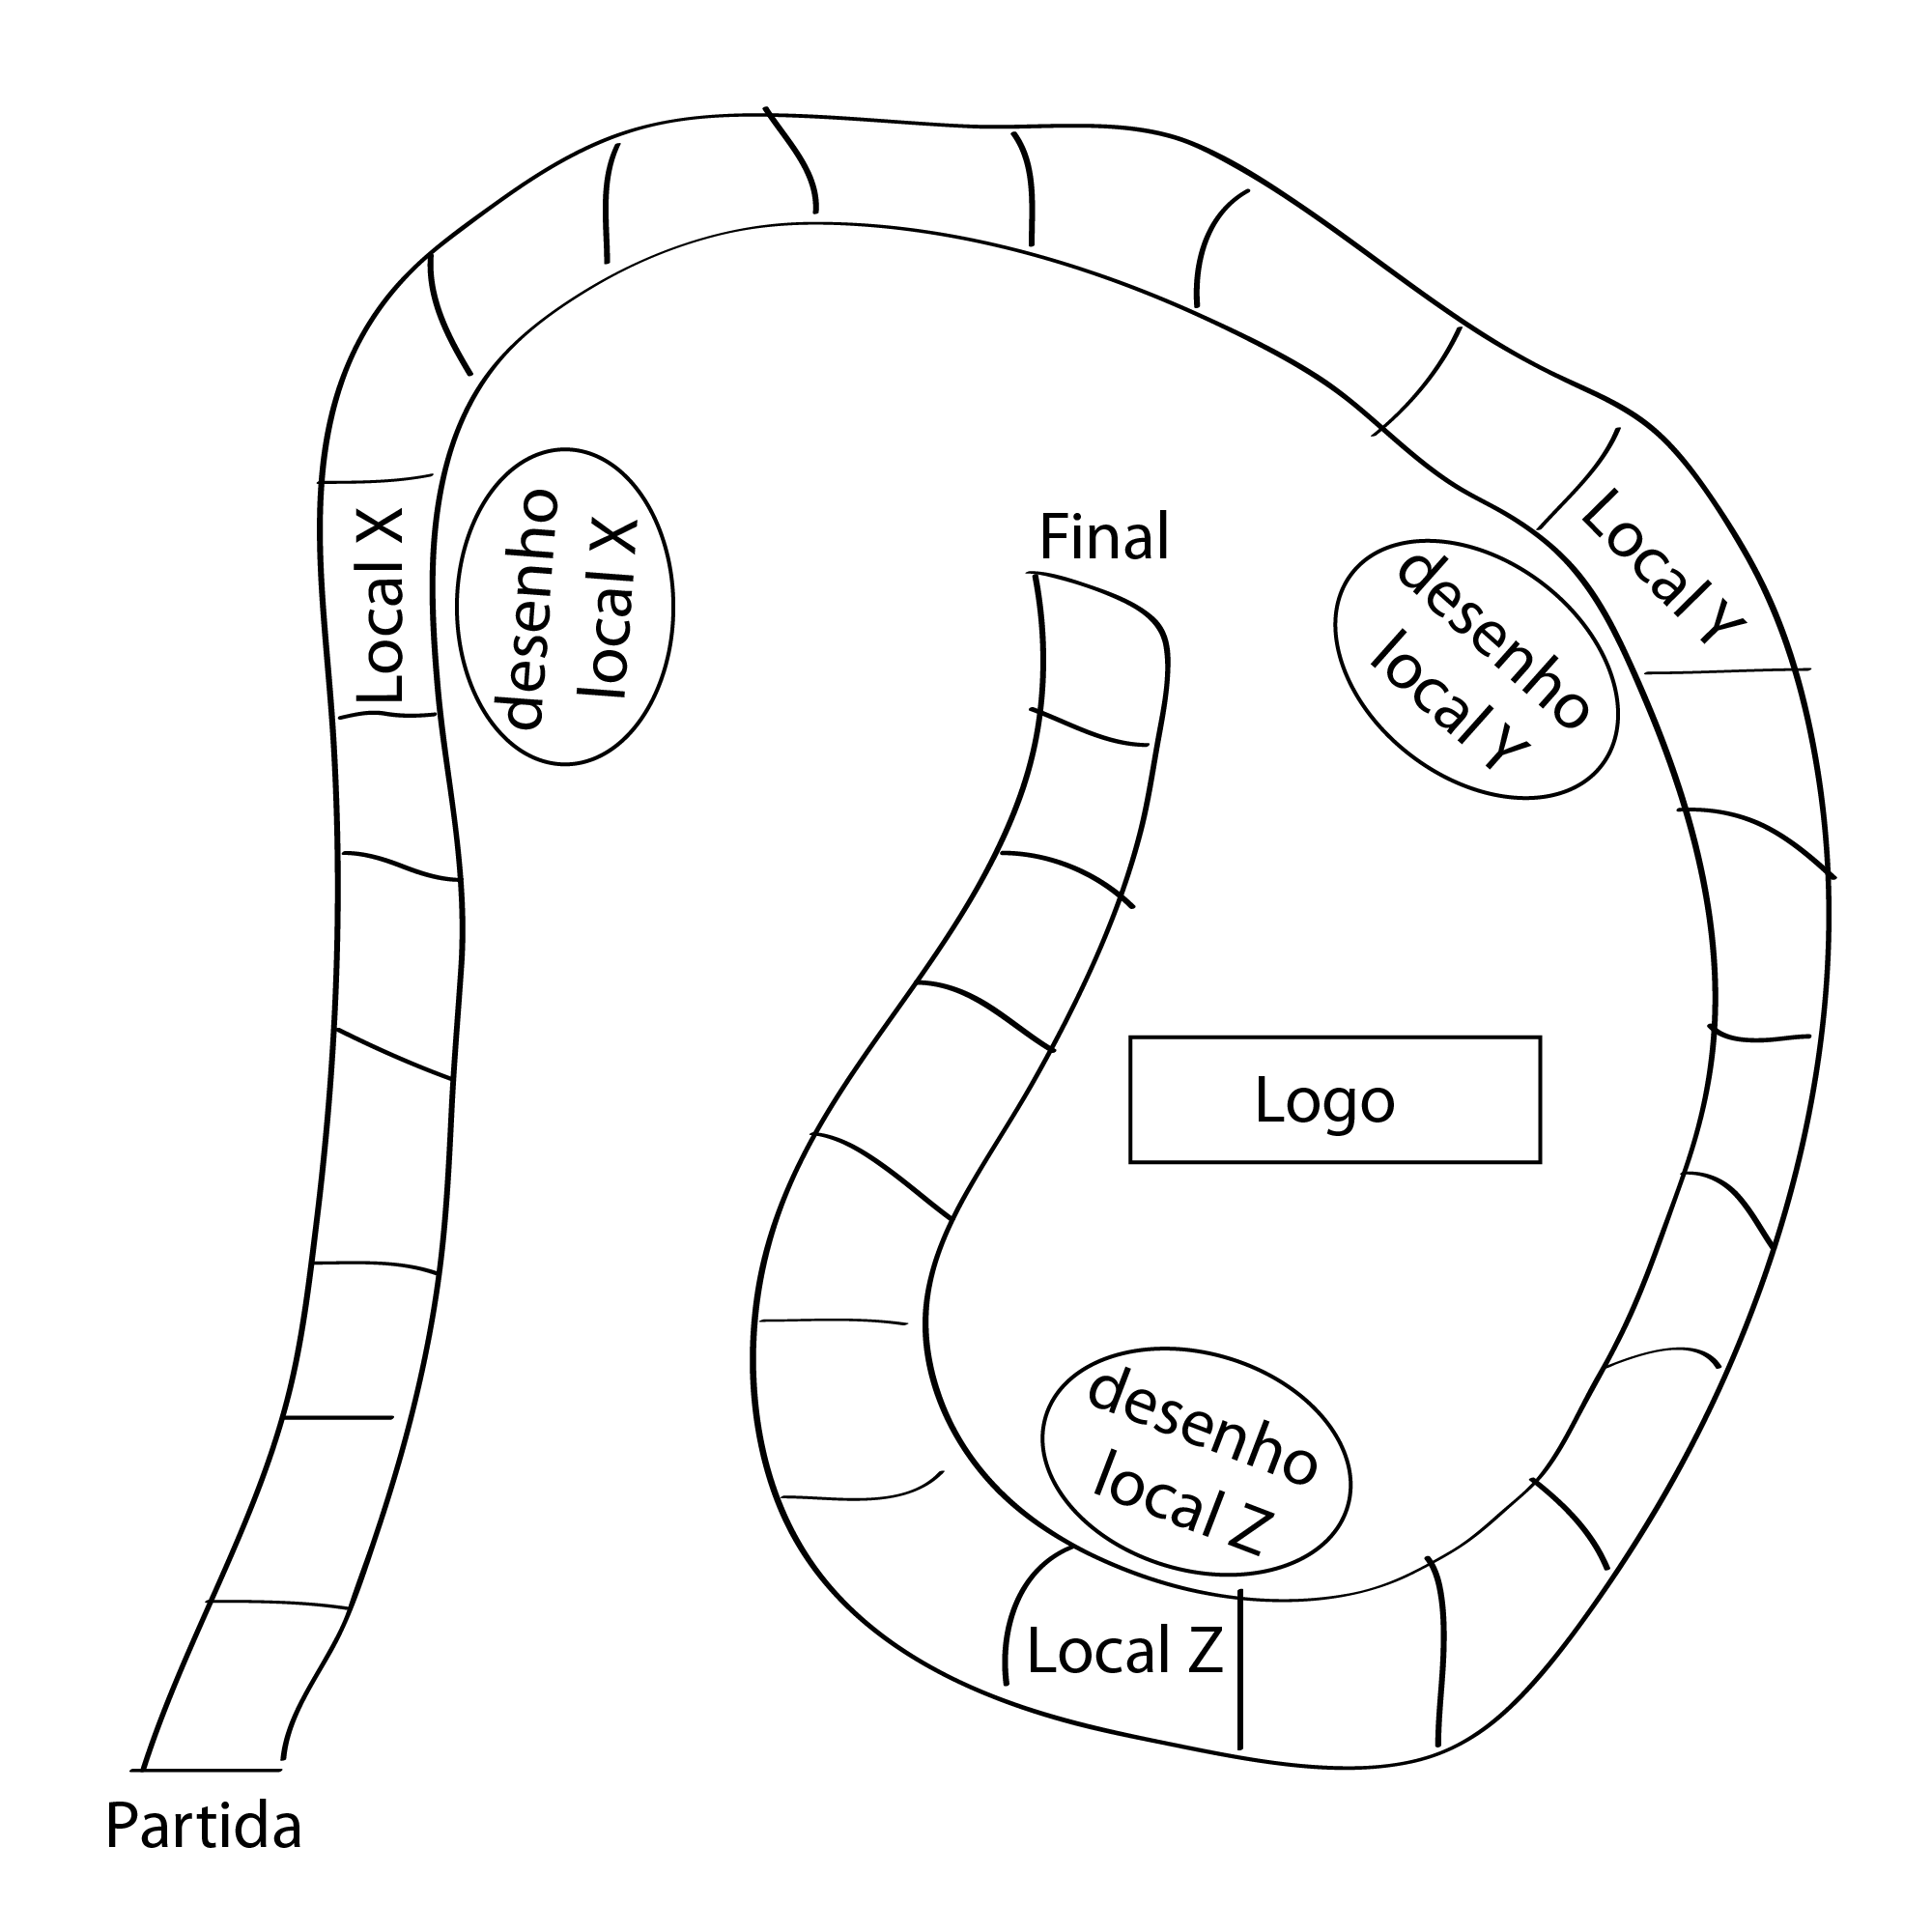 Local X
desenho
local X
Final
Local Y
desenho
local Y
Logo
desenho
local Z
Local Z
Partida